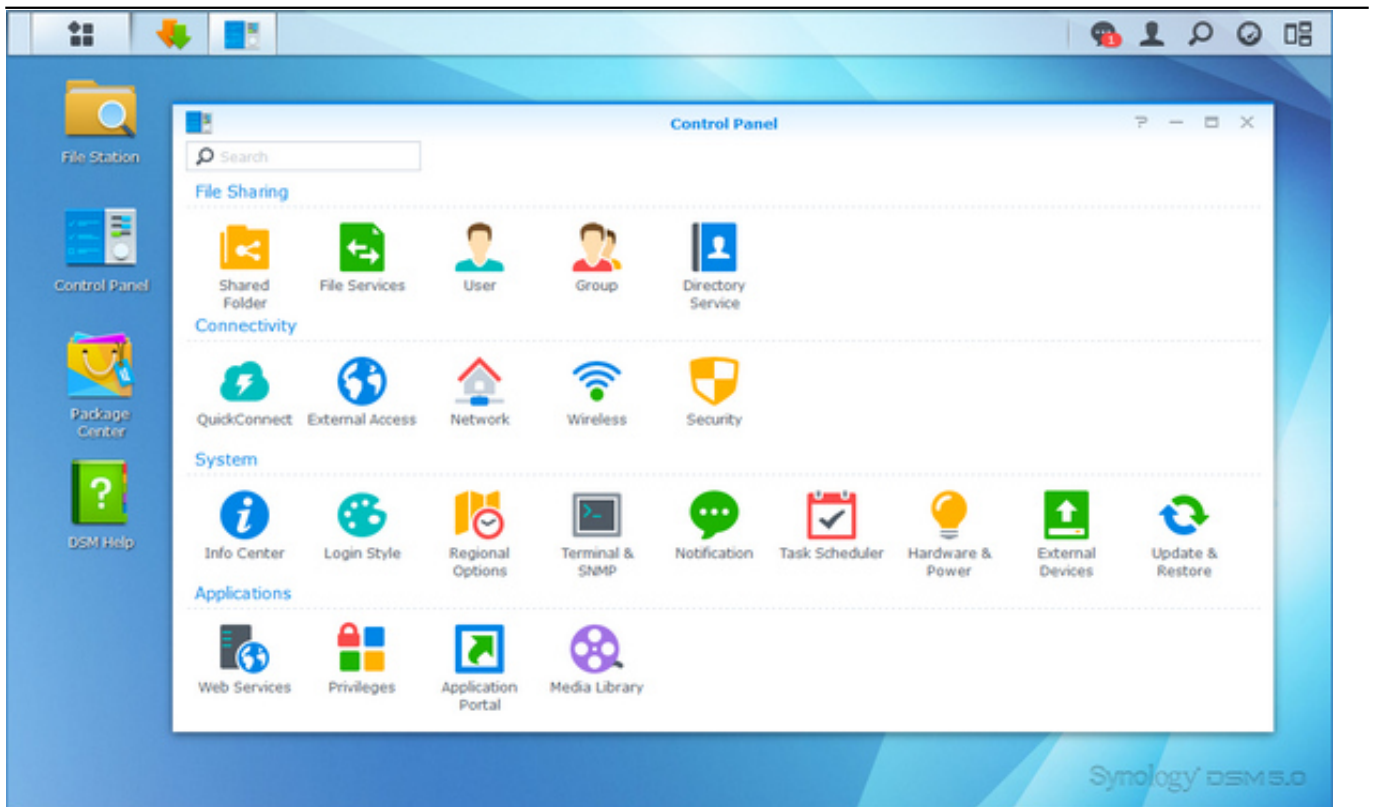 1
File Station
Control Panel
Package
Center
DSM Help
Control Panel
?
Search
File Sharing
Shared
Folder
File Services
User
Group
Directory
Service
Connectivity
QuickConnect
External Access
Network
Wireless
Security
System
Info Center
Login Style
Regional
Options
Terminal &
SNMP
Notification
Task Scheduler
Hardware &
Power
External
Devices
Update &
Restore
Applications
Web Services
Privileges
Application
Portal
Media Library
Synology DSM 5.0